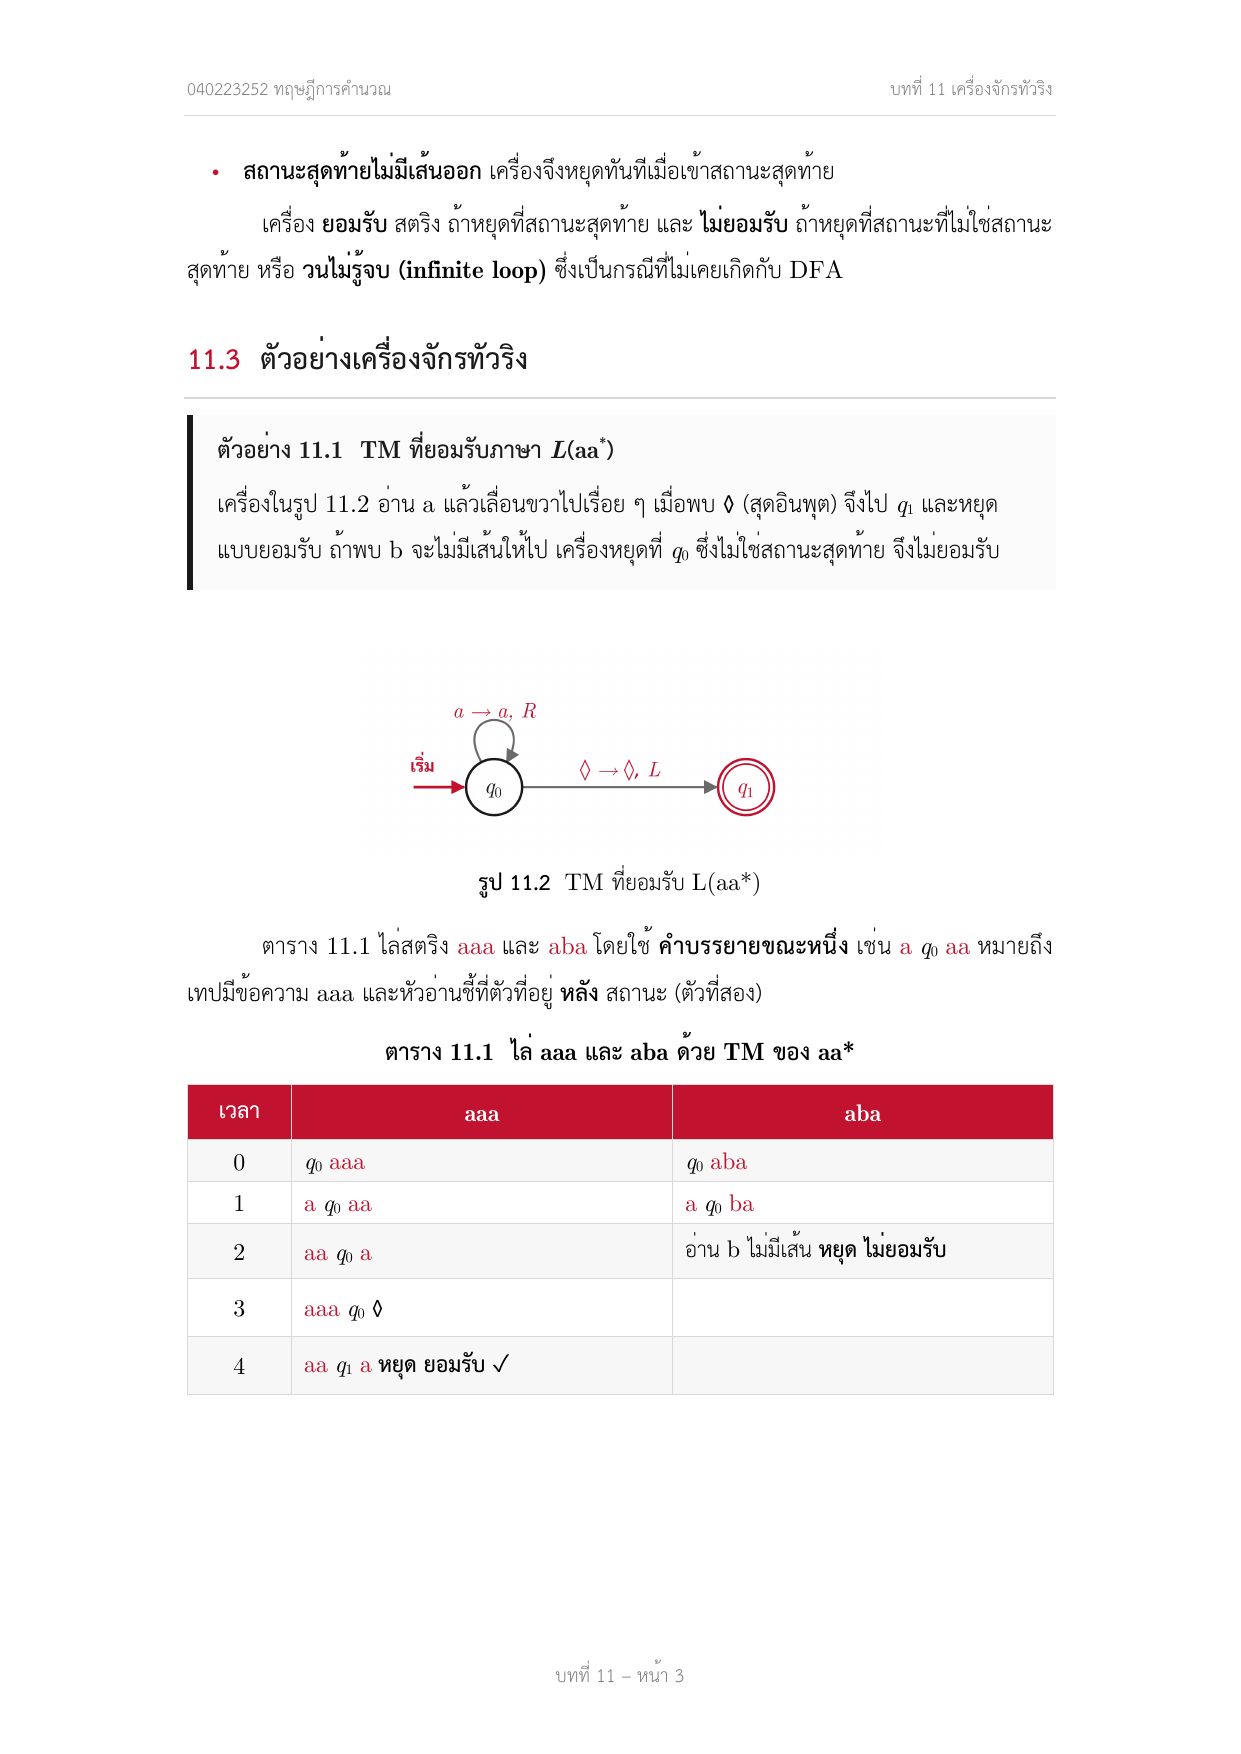 040223252 ทฤษฎีการคำนวณ
บทที่ 11 เครื่องจักรทัวริง
• สถานะสุดท้ายไม่มีเส้นออก เครื่องจึงหยุดทันทีเมื่อเข้าสถานะสุดท้าย
เครื่อง ยอมรับ สตริง ถ้าหยุดที่สถานะสุดท้าย และ ไม่ยอมรับ ถ้าหยุดที่สถานะที่ไม่ใช่สถานะ
สุดท้าย หรือ วนไม่รู้จบ (infinite loop) ซึ่งเป็นกรณีที่ไม่เคยเกิดกับ DFA
11.3 ตัวอย่างเครื่องจักรทัวริง
ตัวอย่าง 11.1 TM ที่ยอมรับภาษา L(aa*)
เครื่องในรูป 11.2 อ่าน a แล้วเลื่อนขวาไปเรื่อย ๆ เมื่อพบ ◊ (สุดอินพุต) จึงไป q₁ และหยุด
แบบยอมรับ ถ้าพบ b จะไม่มีเส้นให้ไป เครื่องหยุดที่ q₀ ซึ่งไม่ใช่สถานะสุดท้าย จึงไม่ยอมรับ
a → a, R
เริ่ม
◊ → ◊, L
q₀
q₁
รูป 11.2 TM ที่ยอมรับ L(aa*)
ตาราง 11.1 ไล่สตริง aaa และ aba โดยใช้ คำบรรยายขณะหนึ่ง เช่น a q₀ aa หมายถึง
เทปมีข้อความ aaa และหัวอ่านชี้ที่ตัวที่อยู่ หลัง สถานะ (ตัวที่สอง)
ตาราง 11.1 ไล่ aaa และ aba ด้วย TM ของ aa*
เวลา aaa aba
0 q₀ aaa q₀ aba
1 a q₀ aa a q₀ ba
2 aa q₀ a อ่าน b ไม่มีเส้น หยุด ไม่ยอมรับ
3 aaa q₀ ◊
4 aa q₁ a หยุด ยอมรับ ✓
บทที่ 11 – หน้า 3